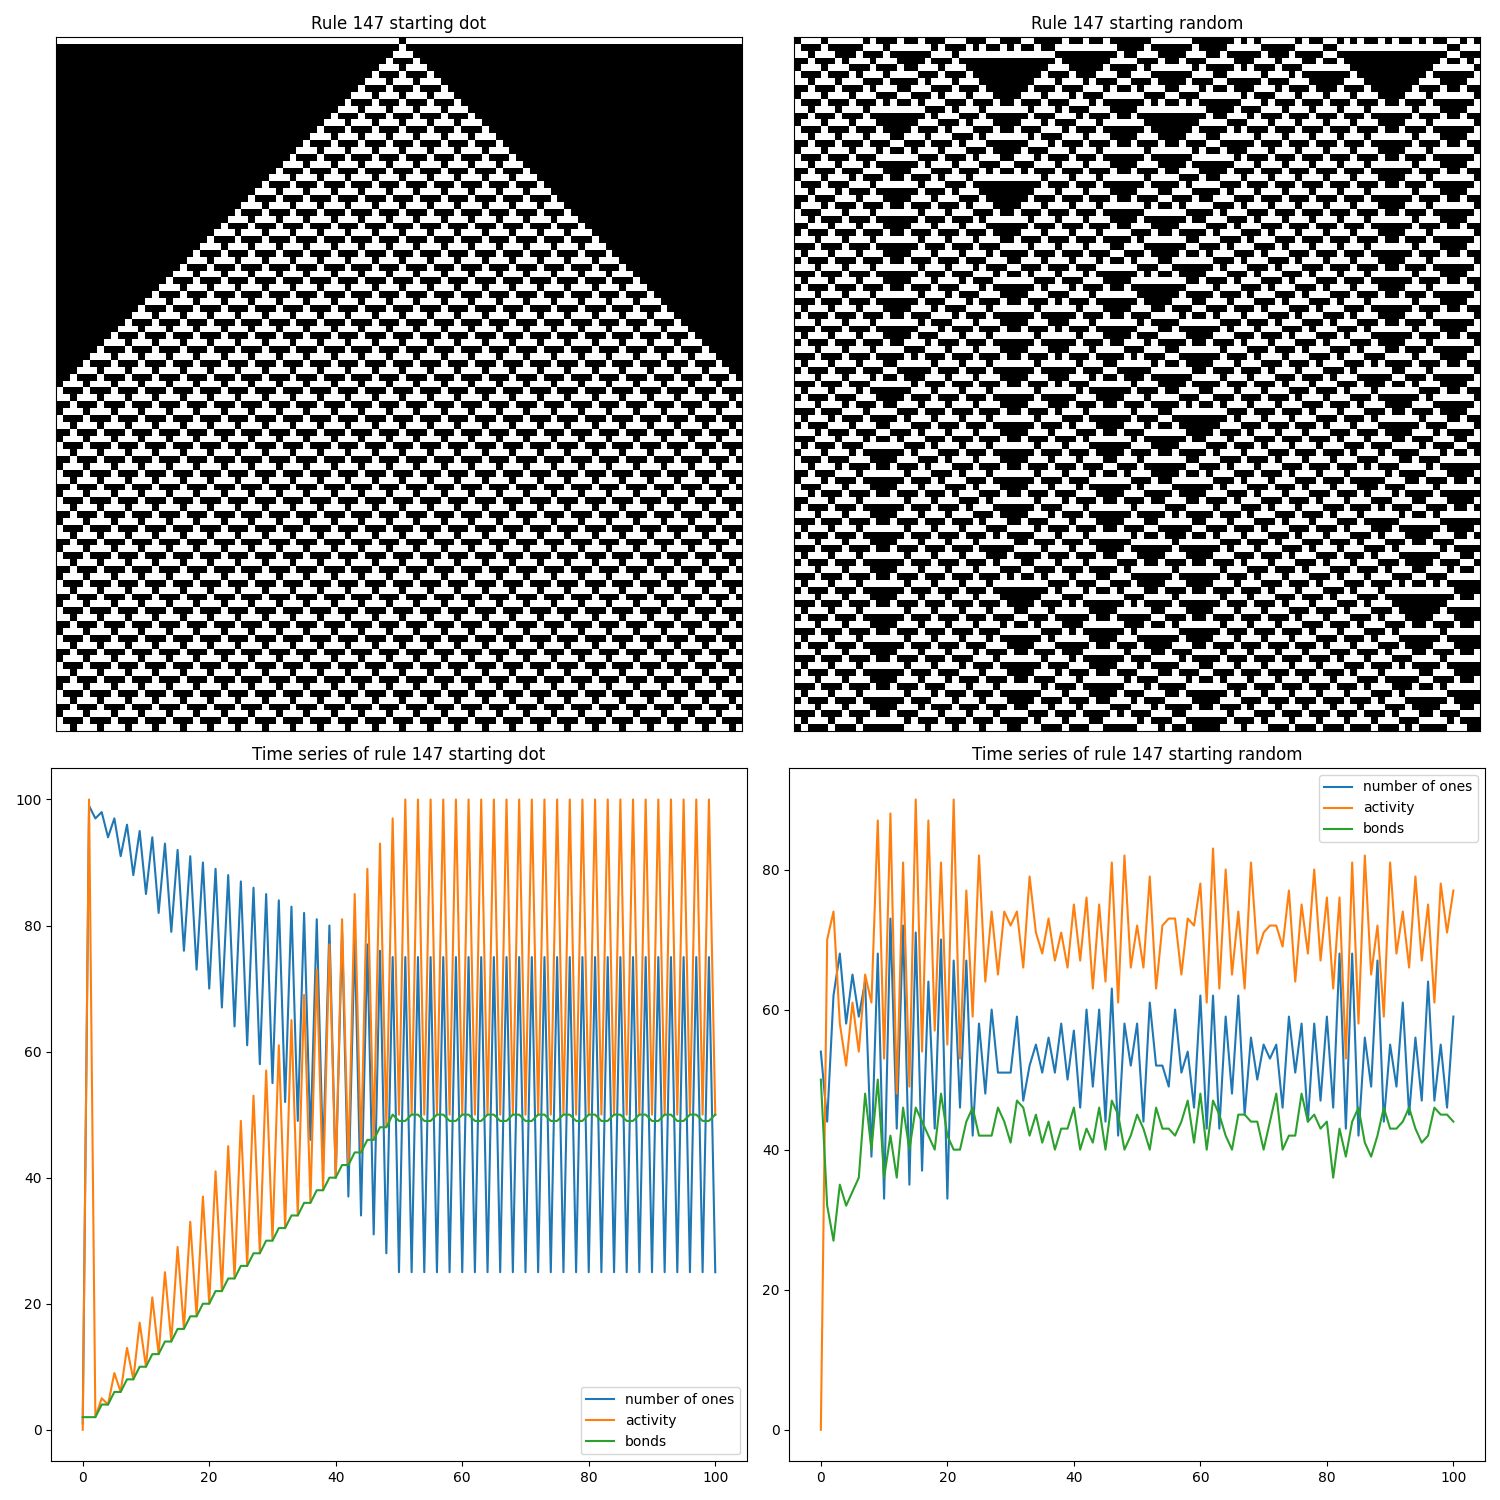 Rule 147 starting dot
Rule 147 starting random
Time series of rule 147 starting dot
100
80
60
40
20
0
0 20 40 60 80 100
number of ones
activity
bonds
Time series of rule 147 starting random
80
60
40
20
0
0 20 40 60 80 100
number of ones
activity
bonds